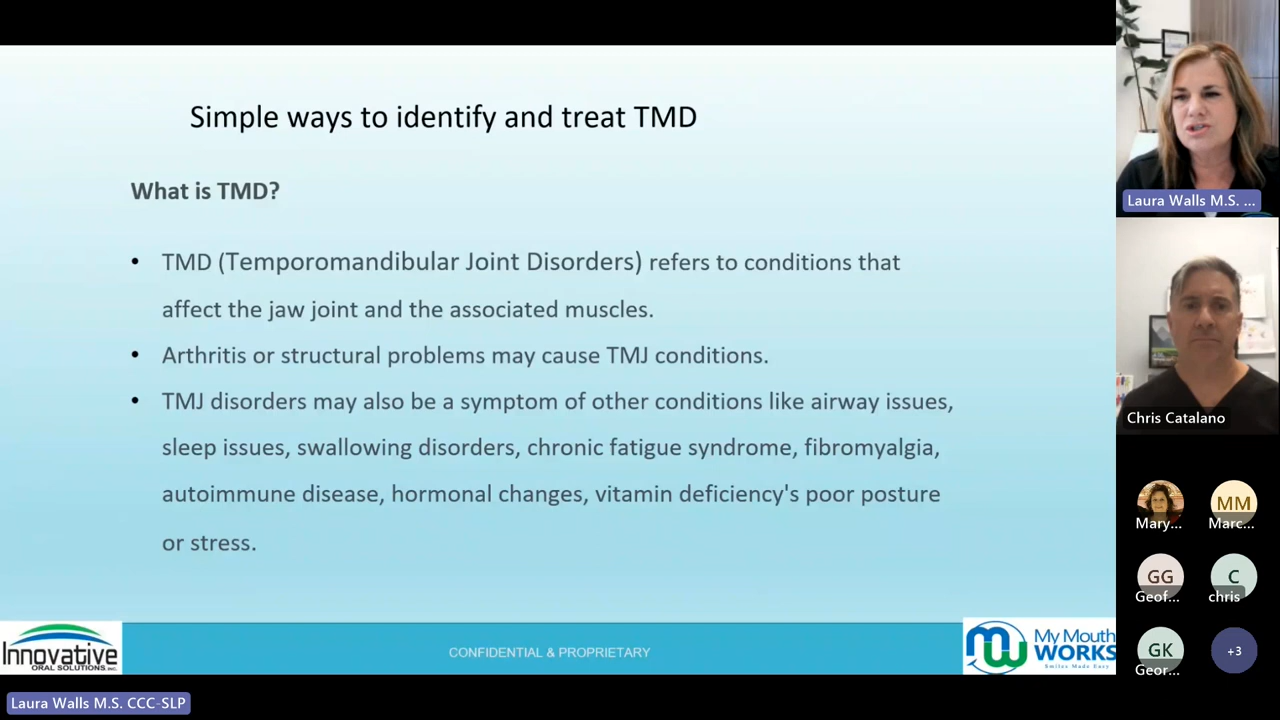 Simple ways to identify and treat TMD
What is TMD?
• TMD (Temporomandibular Joint Disorders) refers to conditions that
affect the jaw joint and the associated muscles.
• Arthritis or structural problems may cause TMJ conditions.
• TMJ disorders may also be a symptom of other conditions like airway issues,
sleep issues, swallowing disorders, chronic fatigue syndrome, fibromyalgia,
autoimmune disease, hormonal changes, vitamin deficiency's poor posture
or stress.
Innovative
ORAL SOLUTIONS, INC.
CONFIDENTIAL & PROPRIETARY
My Mouth
WORKS
Smiles Made Easy
Laura Walls M.S. CCC-SLP
Laura Walls M.S. ...
Chris Catalano
Mary...
MM
Marc...
GG
Geof...
C
chris
GK
Geor...
+3